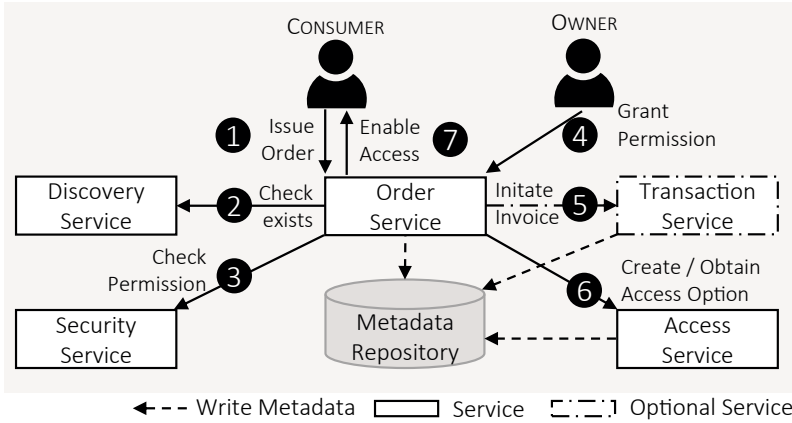 CONSUMER
OWNER
1
Issue
Order
Enable
Access
7
4
Grant
Permission
Discovery
Service
2
Check
exists
Order
Service
Initate
Invoice
5
Transaction
Service
Check
Permission
3
6
Create / Obtain
Access Option
Security
Service
Metadata
Repository
Access
Service
Write Metadata
Service
Optional Service